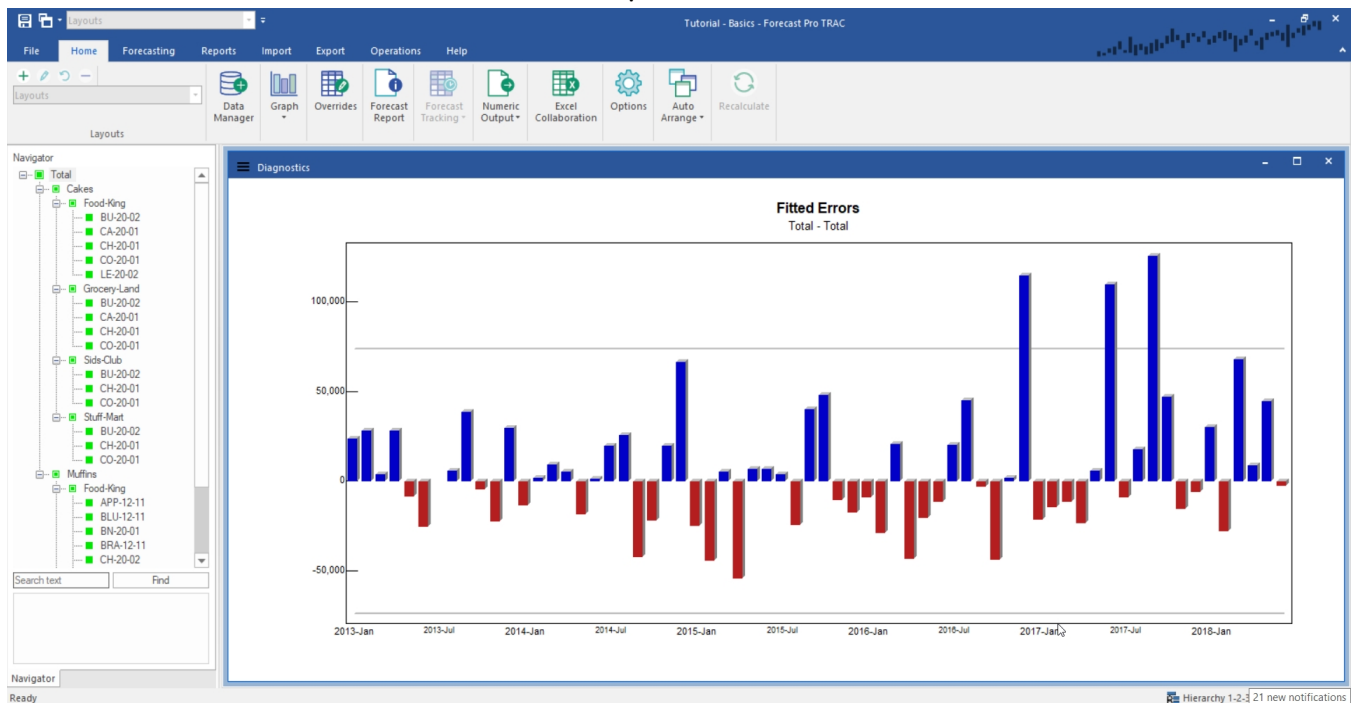 Layouts
Tutorial - Basics - Forecast Pro TRAC
File Home Forecasting Reports Import Export Operations Help
Layouts
Layouts
Data Manager
Graph
Overrides
Forecast Report
Forecast Tracking
Numeric Output
Excel Collaboration
Options
Auto Arrange
Recalculate
Navigator
Total
Cakes
Food-King
BU-20-02
CA-20-01
CH-20-01
CO-20-01
LE-20-02
Grocery-Land
BU-20-02
CA-20-01
CH-20-01
CO-20-01
Sids-Club
BU-20-02
CH-20-01
CO-20-01
Stuff-Mart
BU-20-02
CH-20-01
CO-20-01
Muffins
Food-King
APP-12-11
BLU-12-11
BN-20-01
BRA-12-11
CH-20-02
Search text Find
Navigator
Diagnostics
Fitted Errors
Total - Total
100,000
50,000
0
-50,000
2013-Jan 2013-Jul 2014-Jan 2014-Jul 2015-Jan 2015-Jul 2016-Jan 2016-Jul 2017-Jan 2017-Jul 2018-Jan
Ready
Hierarchy 1-2-3 21 new notifications